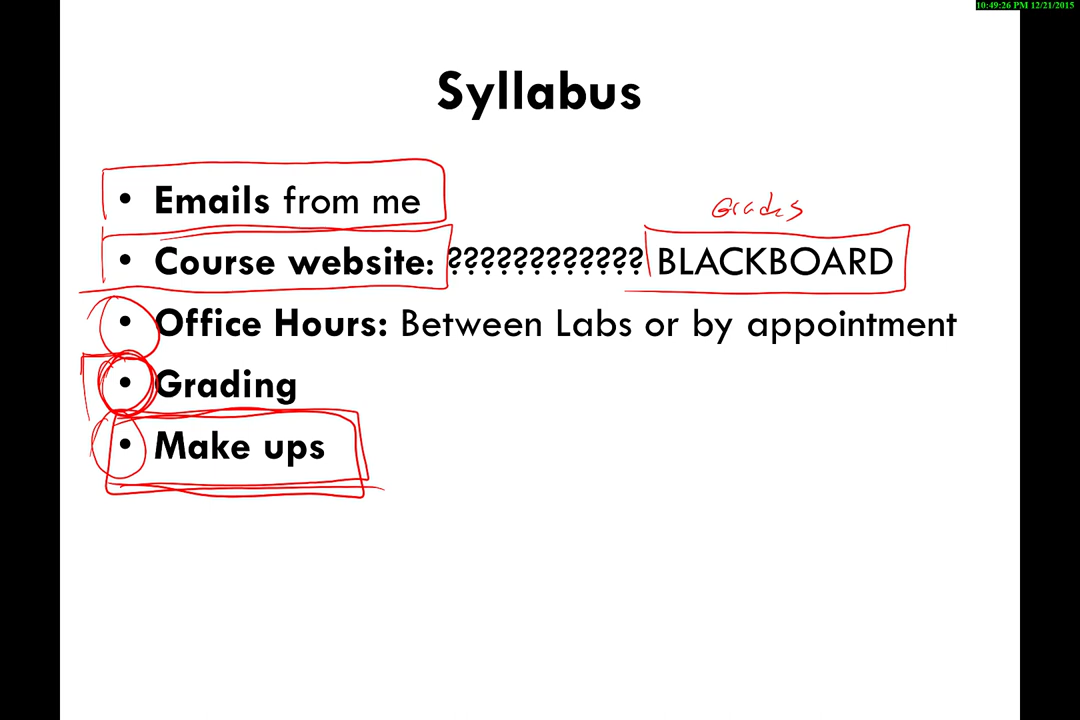 10:49:26 PM 12/21/2015
Syllabus
• Emails from me
Grades
• Course website: ???????????? BLACKBOARD
• Office Hours: Between Labs or by appointment
• Grading
• Make ups